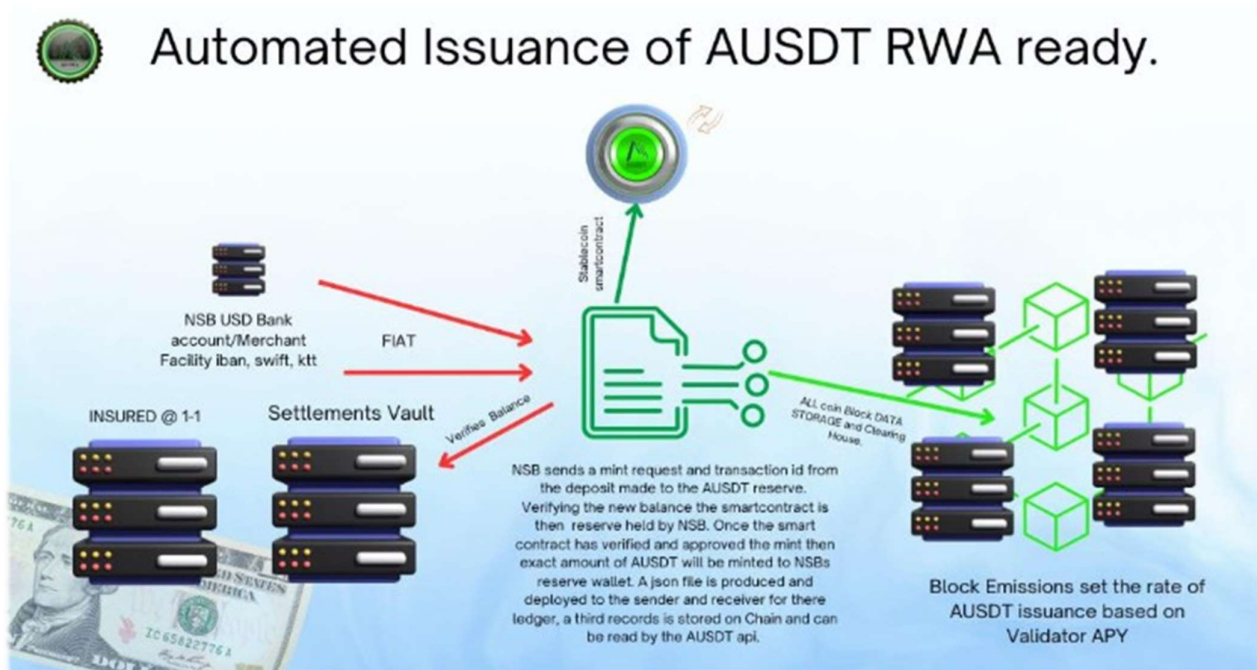 Automated Issuance of AUSDT RWA ready.
Stablecoin
smartcontract
NSB USD Bank
account/Merchant
Facility iban, swift, ktt
FIAT
INSURED @ 1-1
Settlements Vault
Verifies Balance
ALL coin Block DATA
STORAGE and Clearing
House.
NSB sends a mint request and transaction id from
the deposit made to the AUSDT reserve.
Verifying the new balance the smartcontract is
then reserve held by NSB. Once the smart
contract has verified and approved the mint then
exact amount of AUSDT will be minted to NSBs
reserve wallet. A json file is produced and
deployed to the sender and receiver for there
ledger, a third records is stored on Chain and can
be read by the AUSDT api.
Block Emissions set the rate of
AUSDT issuance based on
Validator APY
IC65822776A